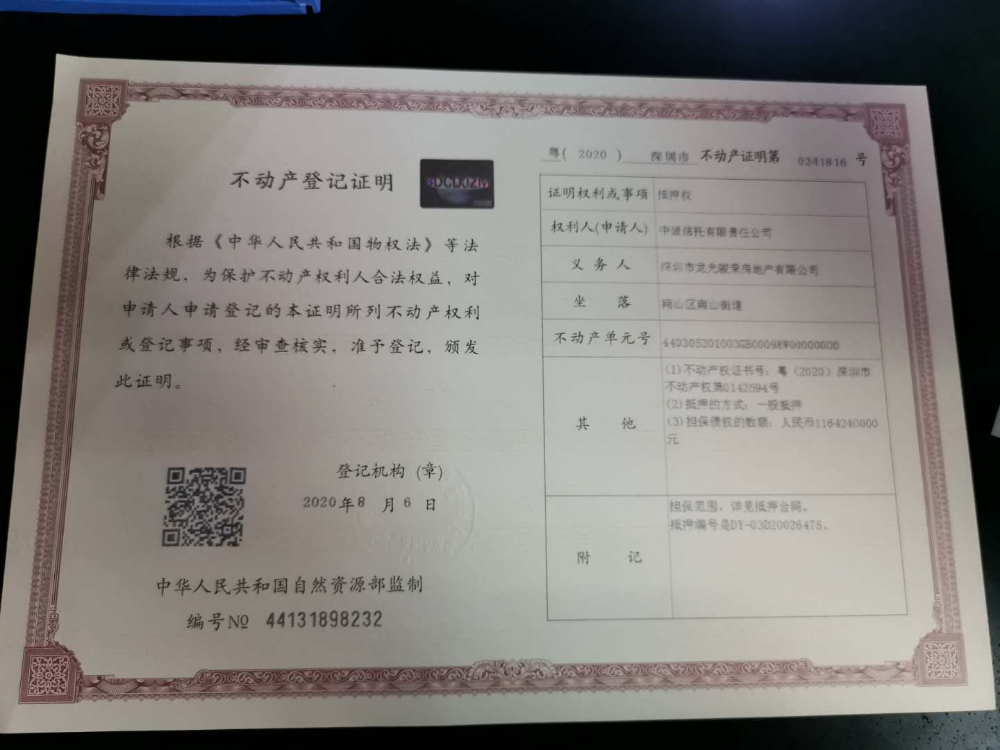 不动产登记证明
BDCDJZM
根据《中华人民共和国物权法》等法
律法规，为保护不动产权利人合法权益，对
申请人申请登记的本证明所列不动产权利
或登记事项，经审查核实，准予登记，颁发
此证明。
登记机构（章）
2020年8月6日
中华人民共和国自然资源部监制
编号№ 44131898232
粤( 2020 ) 深圳市 不动产证明第 0241816 号
证明权利或事项 抵押权
权利人(申请人) 中诚信托有限责任公司
义务人 深圳市龙光骏荣房地产有限公司
坐落 南山区南山街道
不动产单元号 440305201003GB00098W00000000
其他
(1)不动产权证书号：粤（2020）深圳市
不动产权第0142594号
(2)抵押的方式：一般抵押
(3)担保债权的数额：人民币1164240000
元
附记
担保范围，详见抵押合同。
抵押编号是DY-03D20026475。